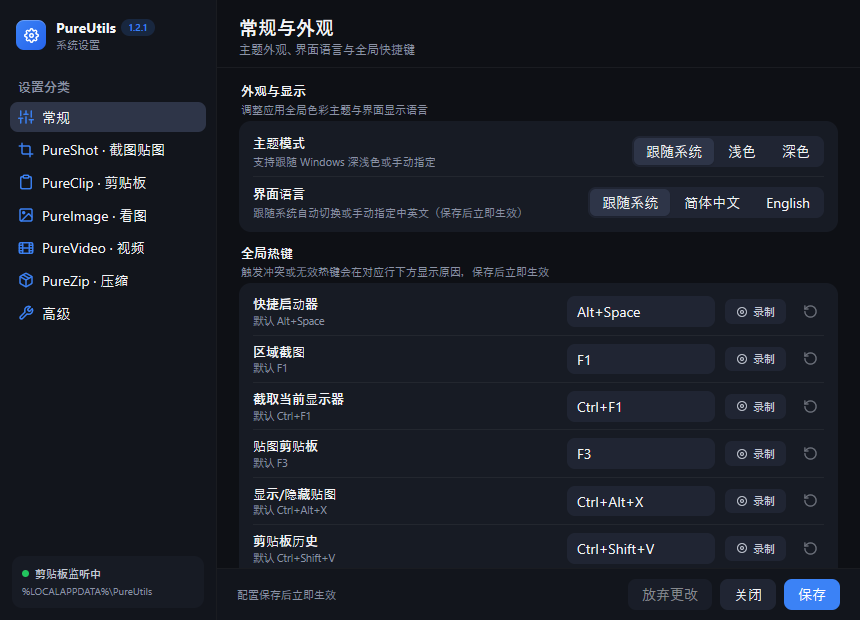 PureUtils 1.2.1
系统设置
设置分类
常规
PureShot · 截图贴图
PureClip · 剪贴板
PureImage · 看图
PureVideo · 视频
PureZip · 压缩
高级
剪贴板监听中
%LOCALAPPDATA%\PureUtils
常规与外观
主题外观、界面语言与全局快捷键
外观与显示
调整应用全局色彩主题与界面显示语言
主题模式
支持跟随 Windows 深浅色或手动指定
跟随系统 浅色 深色
界面语言
跟随系统自动切换或手动指定中英文（保存后立即生效）
跟随系统 简体中文 English
全局热键
触发冲突或无效热键会在对应行下方显示原因，保存后立即生效
快捷启动器
默认 Alt+Space
Alt+Space 录制
区域截图
默认 F1
F1 录制
截取当前显示器
默认 Ctrl+F1
Ctrl+F1 录制
贴图剪贴板
默认 F3
F3 录制
显示/隐藏贴图
默认 Ctrl+Alt+X
Ctrl+Alt+X 录制
剪贴板历史
默认 Ctrl+Shift+V
Ctrl+Shift+V 录制
配置保存后立即生效
放弃更改 关闭 保存